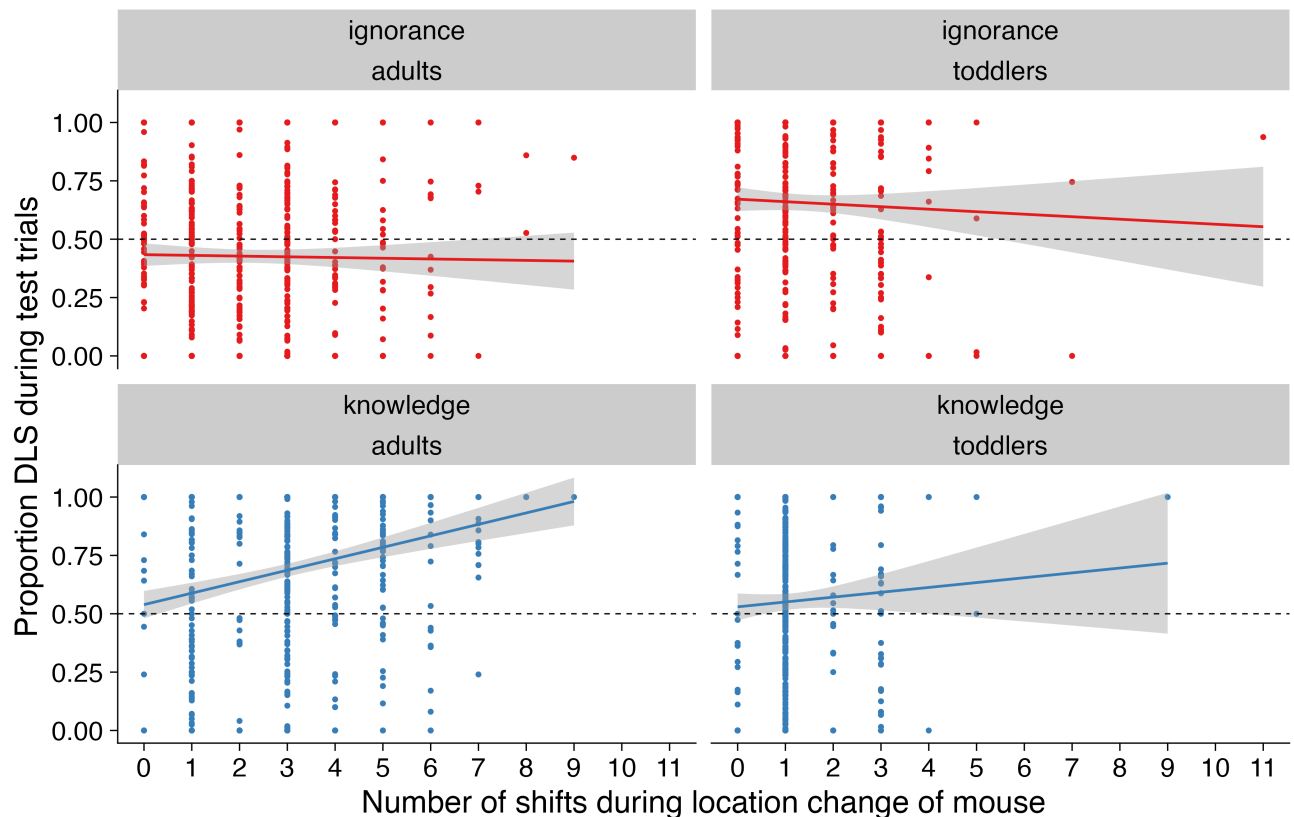 ignorance
adults
ignorance
toddlers
1.00
0.75
0.50
0.25
0.00
knowledge
adults
knowledge
toddlers
1.00
0.75
0.50
0.25
0.00
0 1 2 3 4 5 6 7 8 9 10 11
0 1 2 3 4 5 6 7 8 9 10 11
Number of shifts during location change of mouse
Proportion DLS during test trials